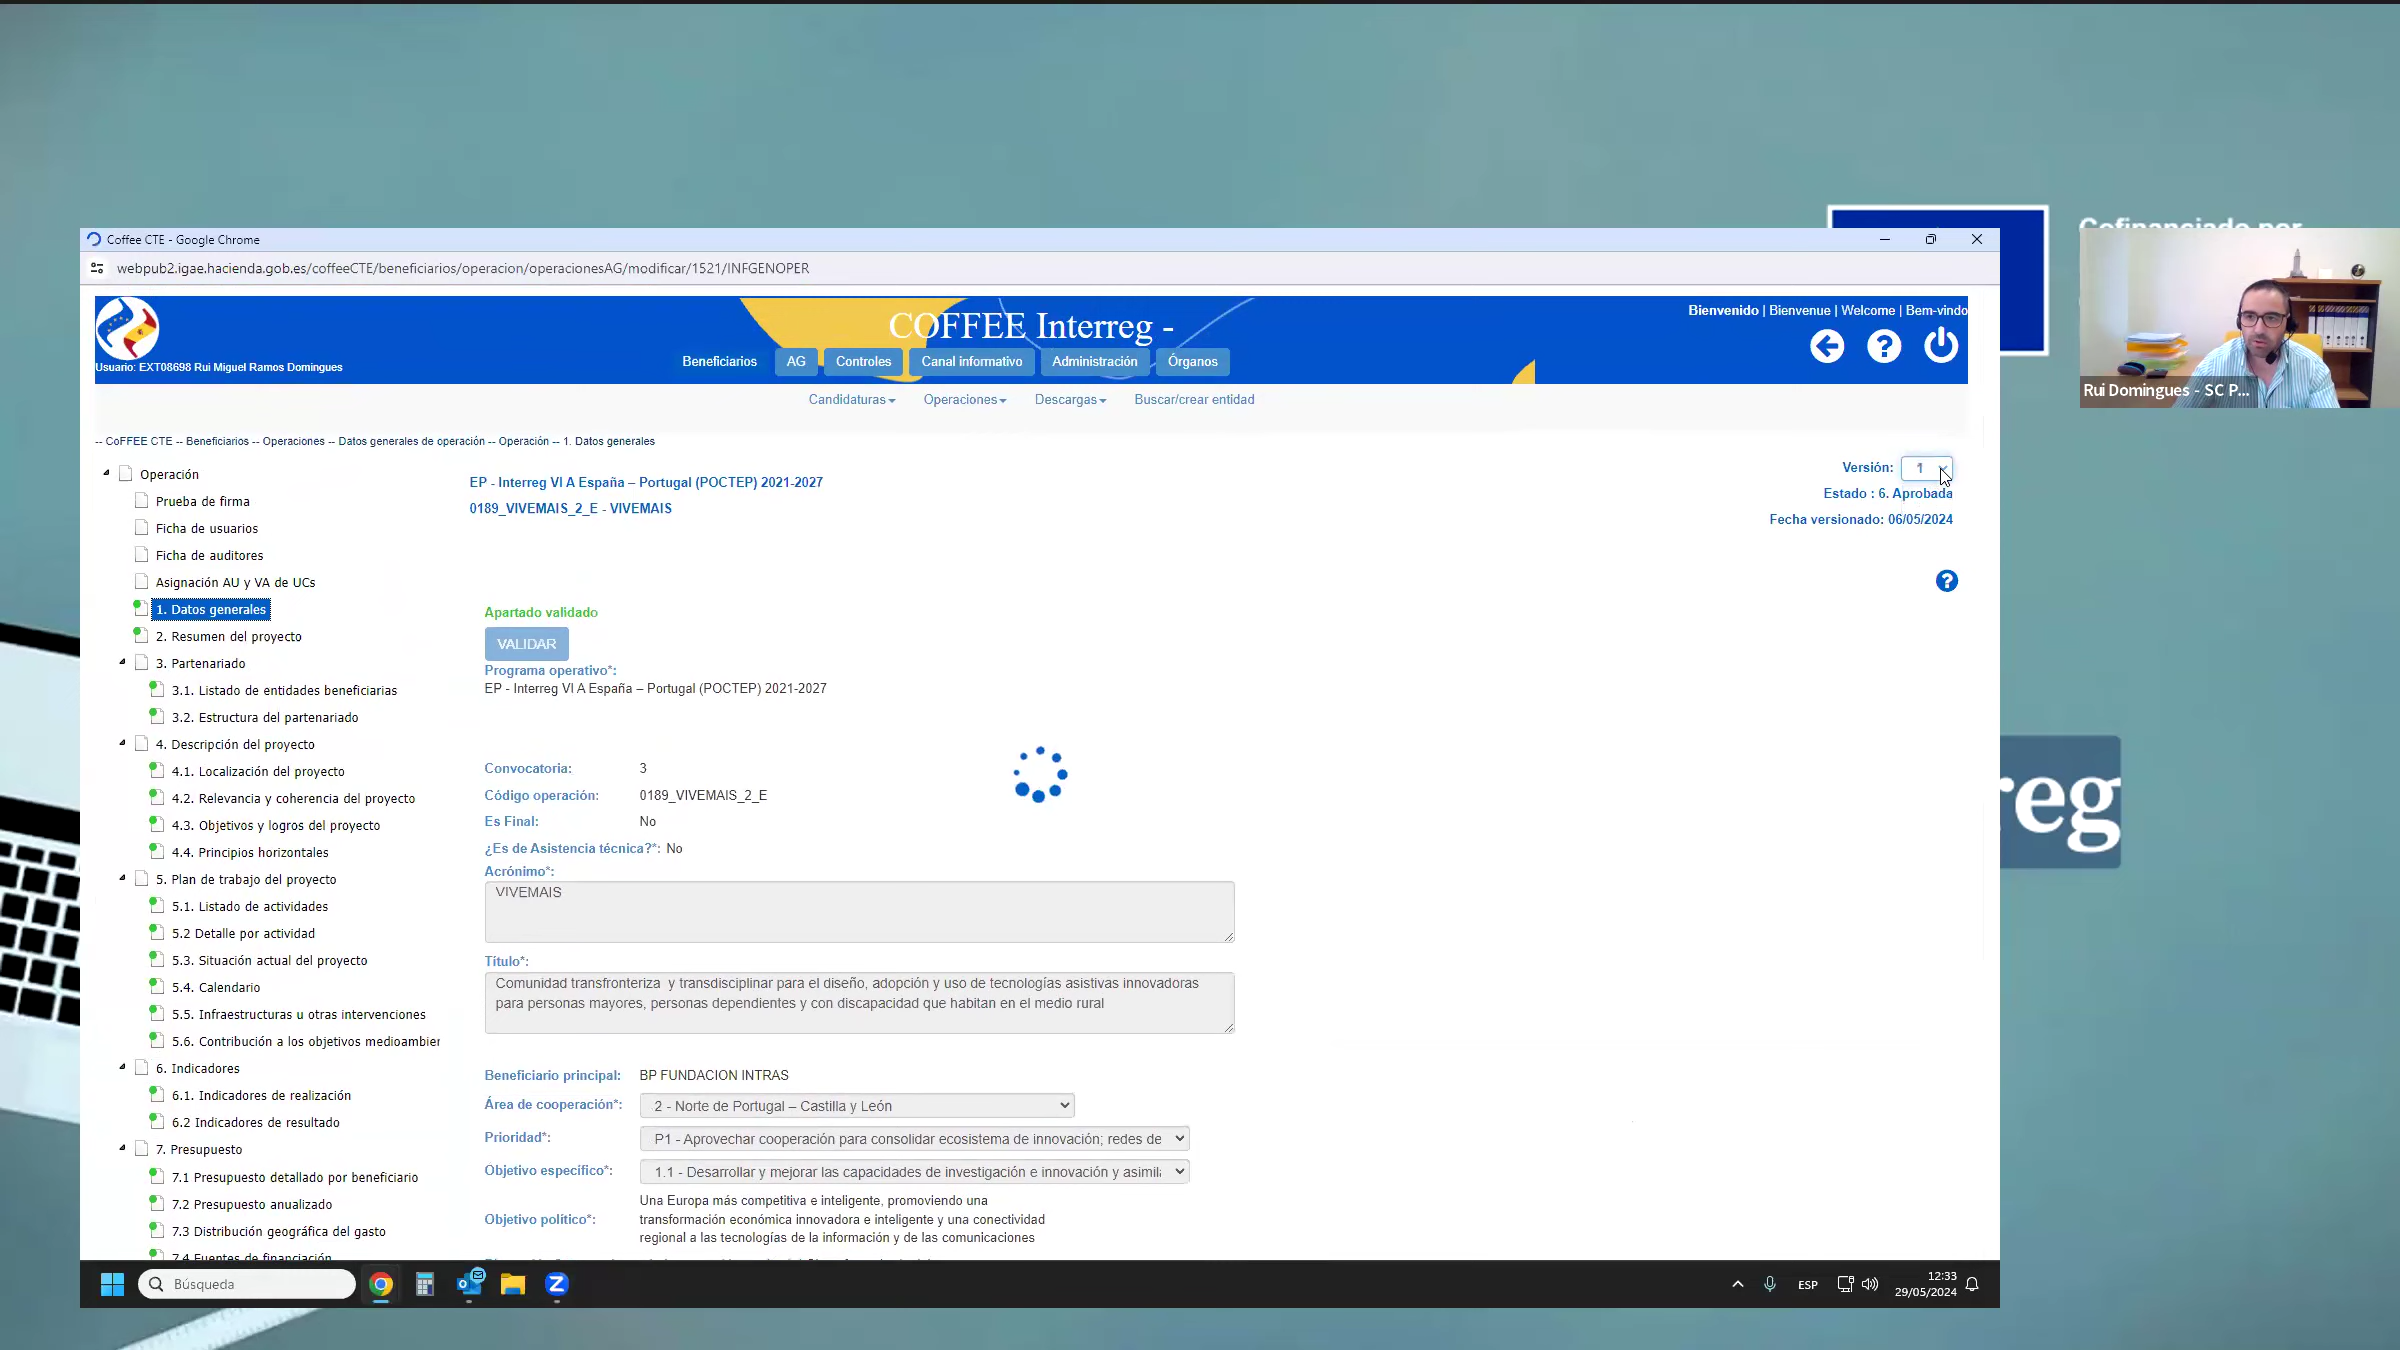 Cofinanciado por
Coffee CTE - Google Chrome
webpub2.igae.hacienda.gob.es/coffeeCTE/beneficiarios/operacion/operacionesAG/modificar/1521/INFGENOPER
Bienvenido | Bienvenue | Welcome | Bem-vindo
COFFEE Interreg -
Usuario: EXT08698 Rui Miguel Ramos Domingues
Beneficiarios AG Controles Canal informativo Administración Órganos
Rui Domingues - SC P...
Candidaturas Operaciones Descargas Buscar/crear entidad
-- CoFFEE CTE -- Beneficiarios -- Operaciones -- Datos generales de operación -- Operación -- 1. Datos generales
Versión: 1
Estado : 6. Aprobada
Fecha versionado: 06/05/2024
Operación
Prueba de firma
Ficha de usuarios
Ficha de auditores
Asignación AU y VA de UCs
1. Datos generales
2. Resumen del proyecto
3. Partenariado
3.1. Listado de entidades beneficiarias
3.2. Estructura del partenariado
4. Descripción del proyecto
4.1. Localización del proyecto
4.2. Relevancia y coherencia del proyecto
4.3. Objetivos y logros del proyecto
4.4. Principios horizontales
5. Plan de trabajo del proyecto
5.1. Listado de actividades
5.2 Detalle por actividad
5.3. Situación actual del proyecto
5.4. Calendario
5.5. Infraestructuras u otras intervenciones
5.6. Contribución a los objetivos medioambier
6. Indicadores
6.1. Indicadores de realización
6.2 Indicadores de resultado
7. Presupuesto
7.1 Presupuesto detallado por beneficiario
7.2 Presupuesto anualizado
7.3 Distribución geográfica del gasto
7.4 Fuentes de financiación
EP - Interreg VI A España – Portugal (POCTEP) 2021-2027
0189_VIVEMAIS_2_E - VIVEMAIS
Apartado validado
VALIDAR
Programa operativo*:
EP - Interreg VI A España – Portugal (POCTEP) 2021-2027
Convocatoria: 3
Código operación: 0189_VIVEMAIS_2_E
Es Final: No
¿Es de Asistencia técnica?*: No
Acrónimo*:
VIVEMAIS
Título*:
Comunidad transfronteriza y transdisciplinar para el diseño, adopción y uso de tecnologías asistivas innovadoras
para personas mayores, personas dependientes y con discapacidad que habitan en el medio rural
Beneficiario principal: BP FUNDACION INTRAS
Área de cooperación*: 2 - Norte de Portugal – Castilla y León
Prioridad*: P1 - Aprovechar cooperación para consolidar ecosistema de innovación; redes de
Objetivo específico*: 1.1 - Desarrollar y mejorar las capacidades de investigación e innovación y asimil
Objetivo político*: Una Europa más competitiva e inteligente, promoviendo una
transformación económica innovadora e inteligente y una conectividad
regional a las tecnologías de la información y de las comunicaciones
reg
Búsqueda
ESP
12:33
29/05/2024